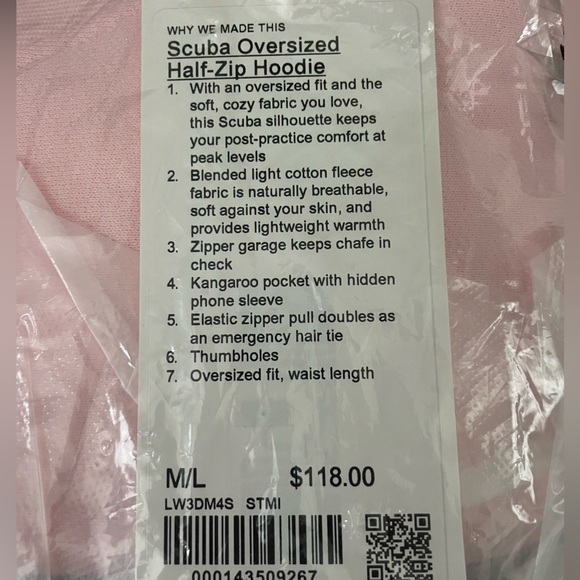 WHY WE MADE THIS
Scuba Oversized
Half-Zip Hoodie
1. With an oversized fit and the
soft, cozy fabric you love,
this Scuba silhouette keeps
your post-practice comfort at
peak levels
2. Blended light cotton fleece
fabric is naturally breathable,
soft against your skin, and
provides lightweight warmth
3. Zipper garage keeps chafe in
check
4. Kangaroo pocket with hidden
phone sleeve
5. Elastic zipper pull doubles as
an emergency hair tie
6. Thumbholes
7. Oversized fit, waist length
M/L $118.00
LW3DM4S STMI
000143509267